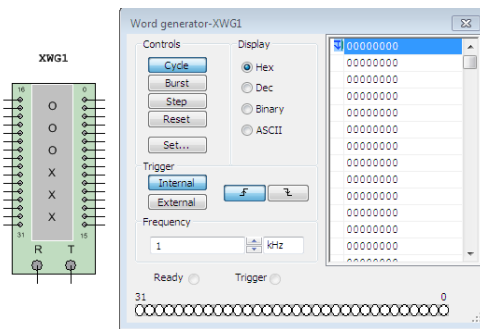 XWG1
16 0
O
O
O
X
X
X
31 15
R T
Word generator-XWG1
Controls
Cycle
Burst
Step
Reset
Set...
Display
Hex
Dec
Binary
ASCII
Trigger
Internal
External
Frequency
1 kHz
Ready Trigger
31 0
00000000
00000000
00000000
00000000
00000000
00000000
00000000
00000000
00000000
00000000
00000000
00000000